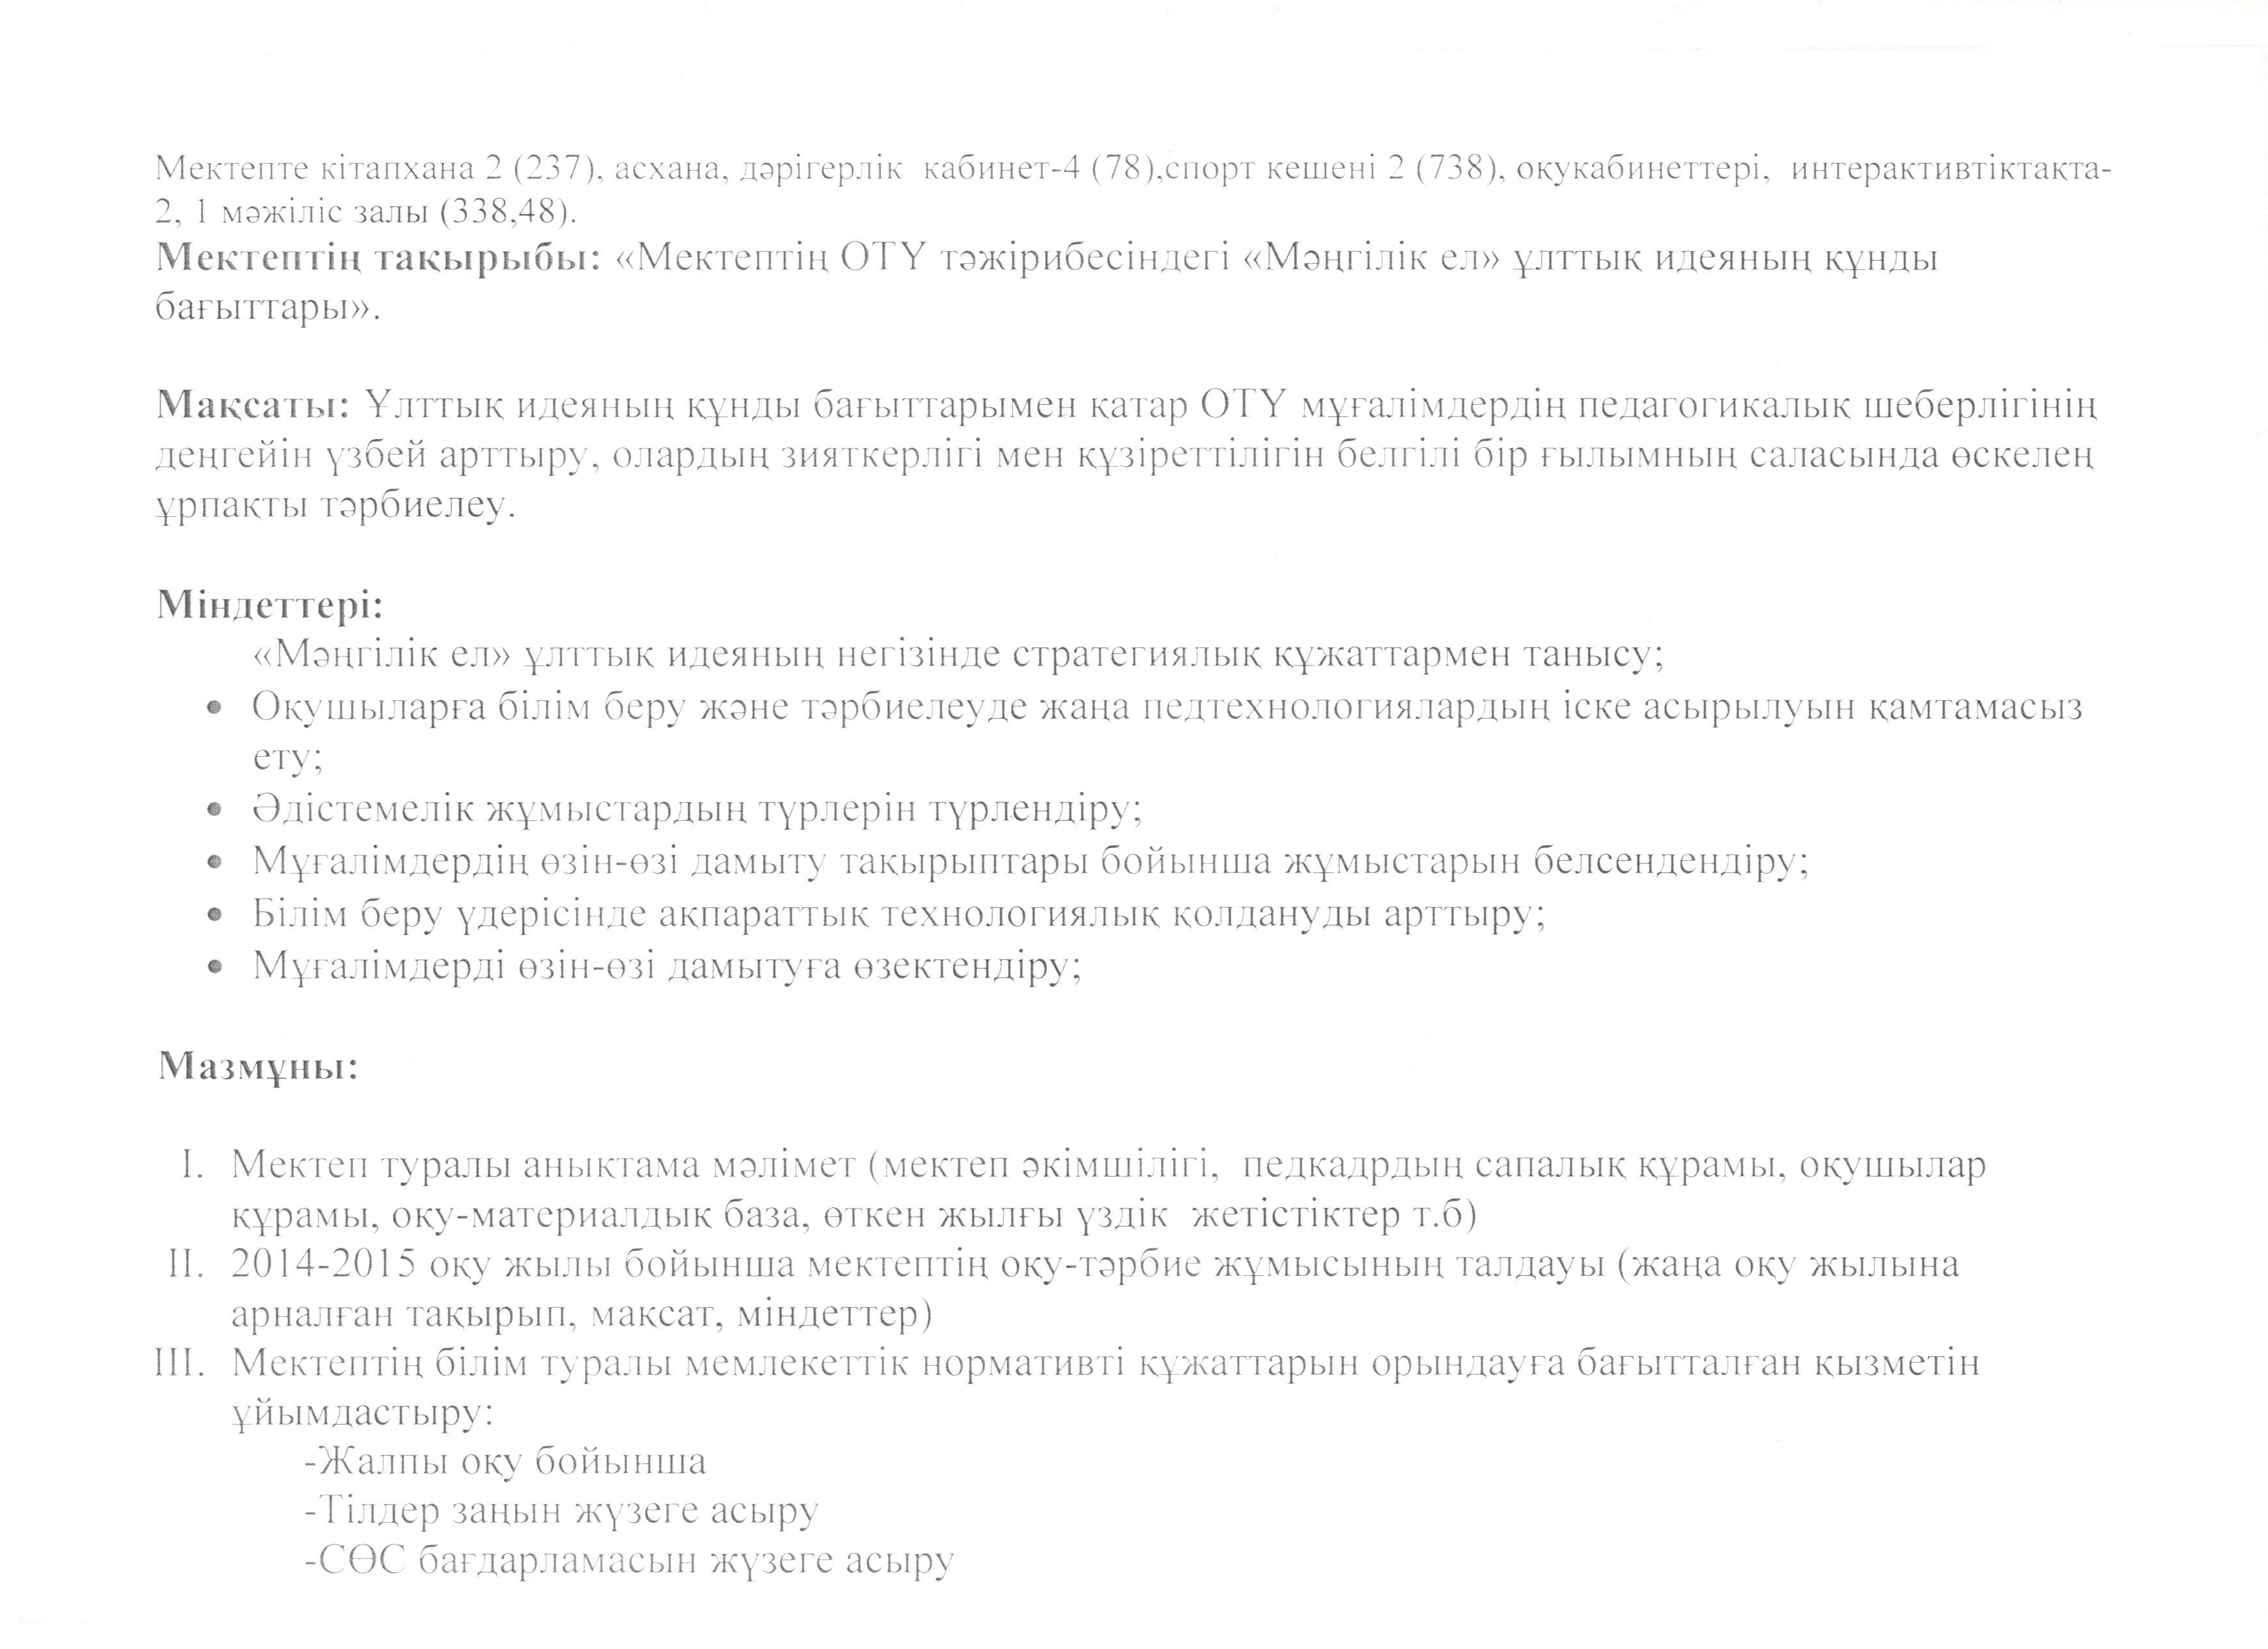 Мектепте кітапхана 2 (237), асхана, дәрігерлік кабинет-4 (78),спорт кешені 2 (738), оқукабинеттері, интерактивтіктақта-
2, 1 мәжіліс залы (338,48).
Мектептің тақырыбы: «Мектептің ОТҮ тәжірибесіндегі «Мәңгілік ел» ұлттық идеяның құнды
бағыттары».
Мақсаты: Ұлттық идеяның құнды бағыттарымен қатар ОТҮ мұғалімдердің педагогикалық шеберлігінің
деңгейін үзбей арттыру, олардың зияткерлігі мен құзіреттілігін белгілі бір ғылымның саласында өскелең
ұрпақты тәрбиелеу.
Міндеттері:
«Мәңгілік ел» ұлттық идеяның негізінде стратегиялық құжаттармен танысу;
• Оқушыларға білім беру және тәрбиелеуде жаңа педтехнологиялардың іске асырылуын қамтамасыз
ету;
• Әдістемелік жұмыстардың түрлерін түрлендіру;
• Мұғалімдердің өзін-өзі дамыту тақырыптары бойынша жұмыстарын белсендендіру;
• Білім беру үдерісінде ақпараттық технологиялық қолдануды арттыру;
• Мұғалімдерді өзін-өзі дамытуға өзектендіру;
Мазмұны:
I. Мектеп туралы анықтама мәлімет (мектеп әкімшілігі, педкадрдың сапалық құрамы, оқушылар
құрамы, оқу-материалдық база, өткен жылғы үздік жетістіктер т.б)
II. 2014-2015 оқу жылы бойынша мектептің оқу-тәрбие жұмысының талдауы (жаңа оқу жылына
арналған тақырып, мақсат, міндеттер)
III. Мектептің білім туралы мемлекеттік нормативті құжаттарын орындауға бағытталған қызметін
ұйымдастыру:
-Жалпы оқу бойынша
-Тілдер заңын жүзеге асыру
-СӨС бағдарламасын жүзеге асыру